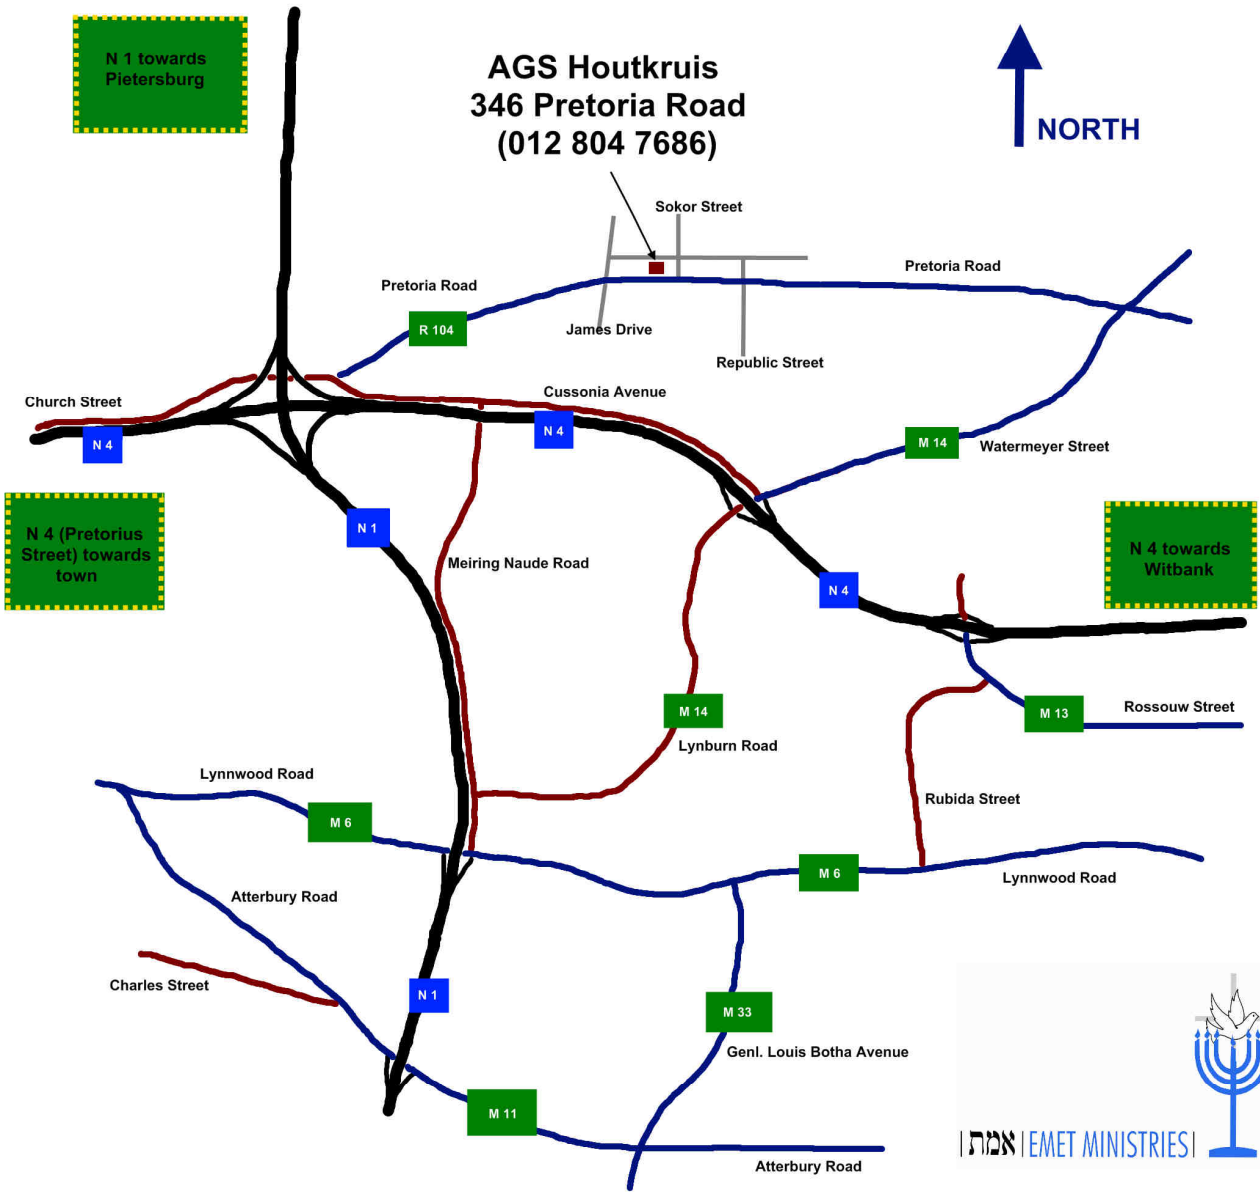 N 1 towards
Pietersburg
AGS Houtkruis
346 Pretoria Road
(012 804 7686)
NORTH
Sokor Street
Pretoria Road
Pretoria Road
R 104
James Drive
Republic Street
Church Street
Cussonia Avenue
N 4
N 4
M 14
Watermeyer Street
N 4 (Pretorius
Street) towards
town
N 1
Meiring Naude Road
N 4
N 4 towards
Witbank
M 14
Lynburn Road
M 13
Rossouw Street
Lynnwood Road
M 6
Rubida Street
M 6
Lynnwood Road
Atterbury Road
Charles Street
N 1
M 33
Genl. Louis Botha Avenue
M 11
Atterbury Road
|אמת|EMET MINISTRIES|